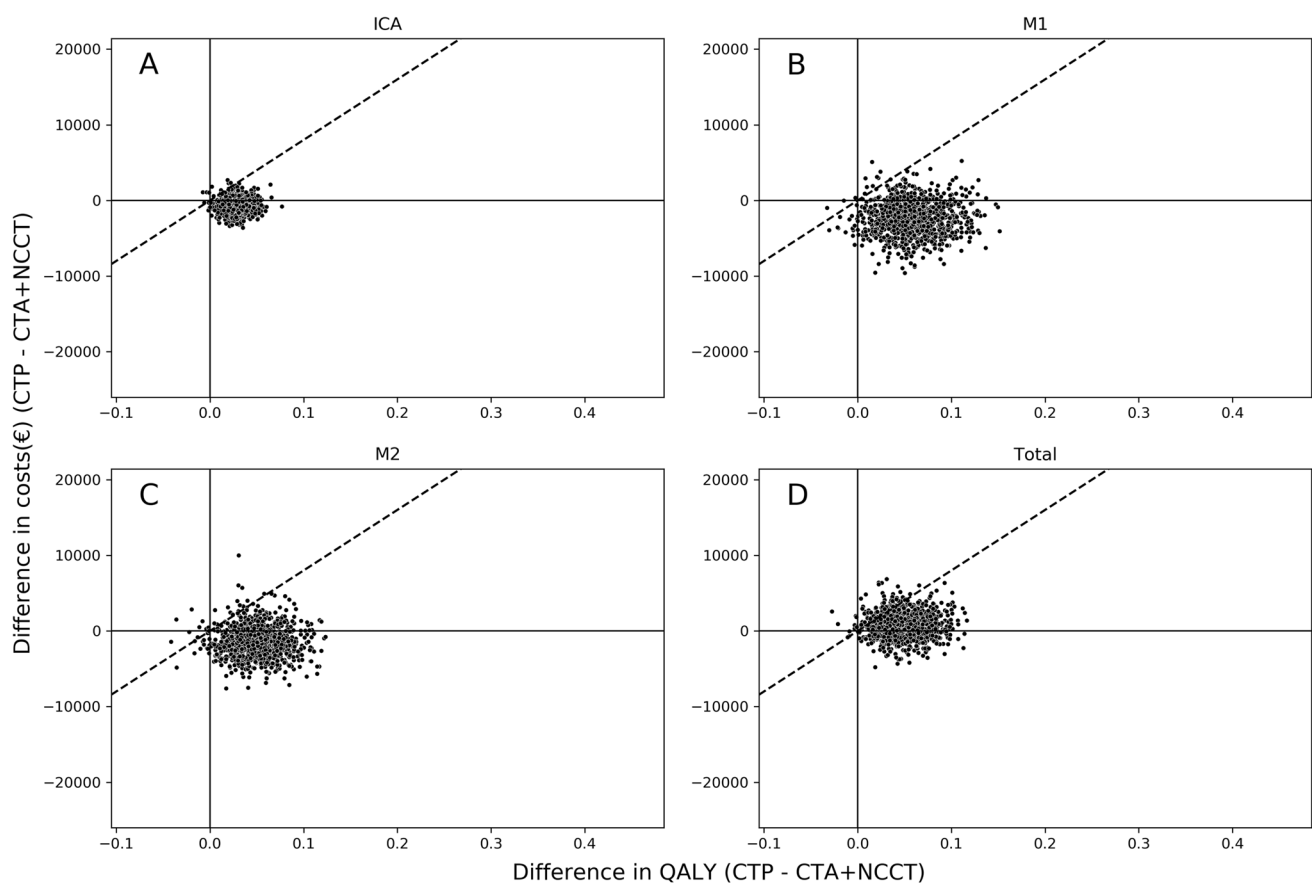 ICA
A
20000
10000
0
−10000
−20000
−0.1 0.0 0.1 0.2 0.3 0.4
M1
B
20000
10000
0
−10000
−20000
−0.1 0.0 0.1 0.2 0.3 0.4
Difference in costs(€) (CTP - CTA+NCCT)
M2
C
20000
10000
0
−10000
−20000
−0.1 0.0 0.1 0.2 0.3 0.4
Total
D
20000
10000
0
−10000
−20000
−0.1 0.0 0.1 0.2 0.3 0.4
Difference in QALY (CTP - CTA+NCCT)